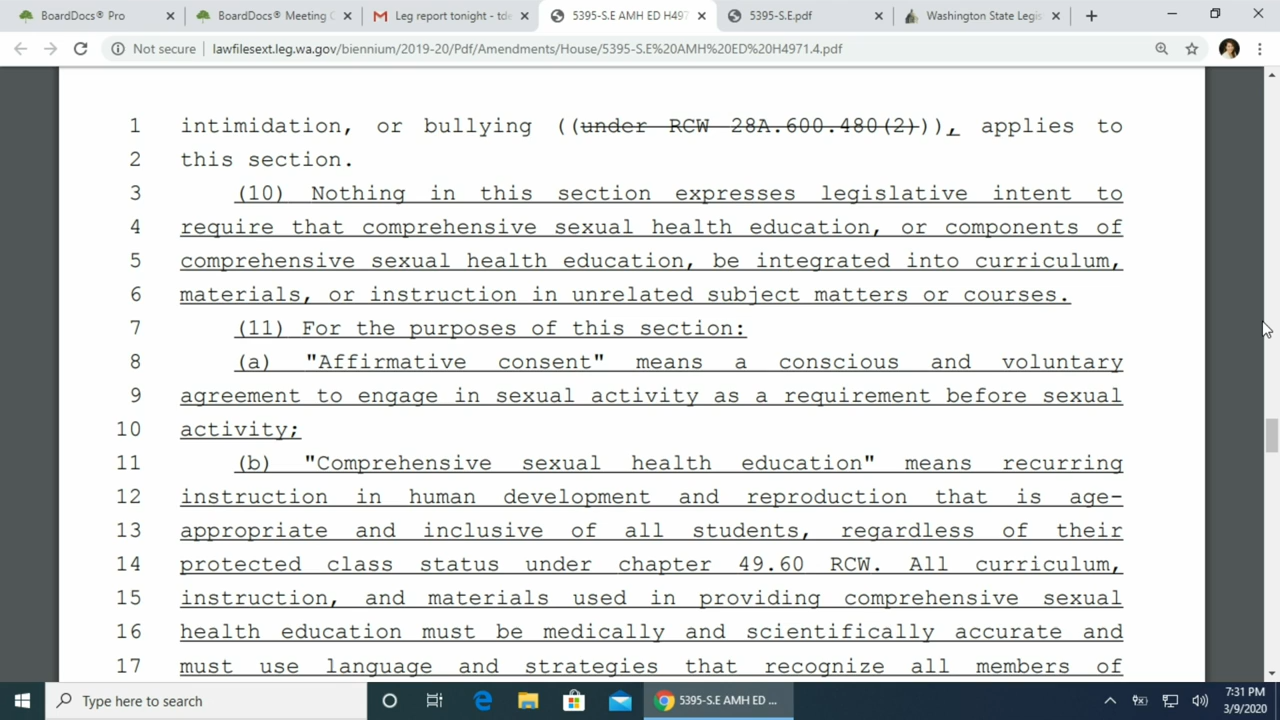 BoardDocs® Pro
BoardDocs® Meeting
Leg report tonight - tde
5395-S.E AMH ED H497
5395-S.E.pdf
Washington State Legis
Not secure
lawfilesext.leg.wa.gov/biennium/2019-20/Pdf/Amendments/House/5395-S.E%20AMH%20ED%20H4971.4.pdf
1 intimidation, or bullying ((under RCW 28A.600.480(2))), applies to
2 this section.
3 (10) Nothing in this section expresses legislative intent to
4 require that comprehensive sexual health education, or components of
5 comprehensive sexual health education, be integrated into curriculum,
6 materials, or instruction in unrelated subject matters or courses.
7 (11) For the purposes of this section:
8 (a) "Affirmative consent" means a conscious and voluntary
9 agreement to engage in sexual activity as a requirement before sexual
10 activity;
11 (b) "Comprehensive sexual health education" means recurring
12 instruction in human development and reproduction that is age-
13 appropriate and inclusive of all students, regardless of their
14 protected class status under chapter 49.60 RCW. All curriculum,
15 instruction, and materials used in providing comprehensive sexual
16 health education must be medically and scientifically accurate and
17 must use language and strategies that recognize all members of
Type here to search
5395-S.E AMH ED ...
7:31 PM
3/9/2020